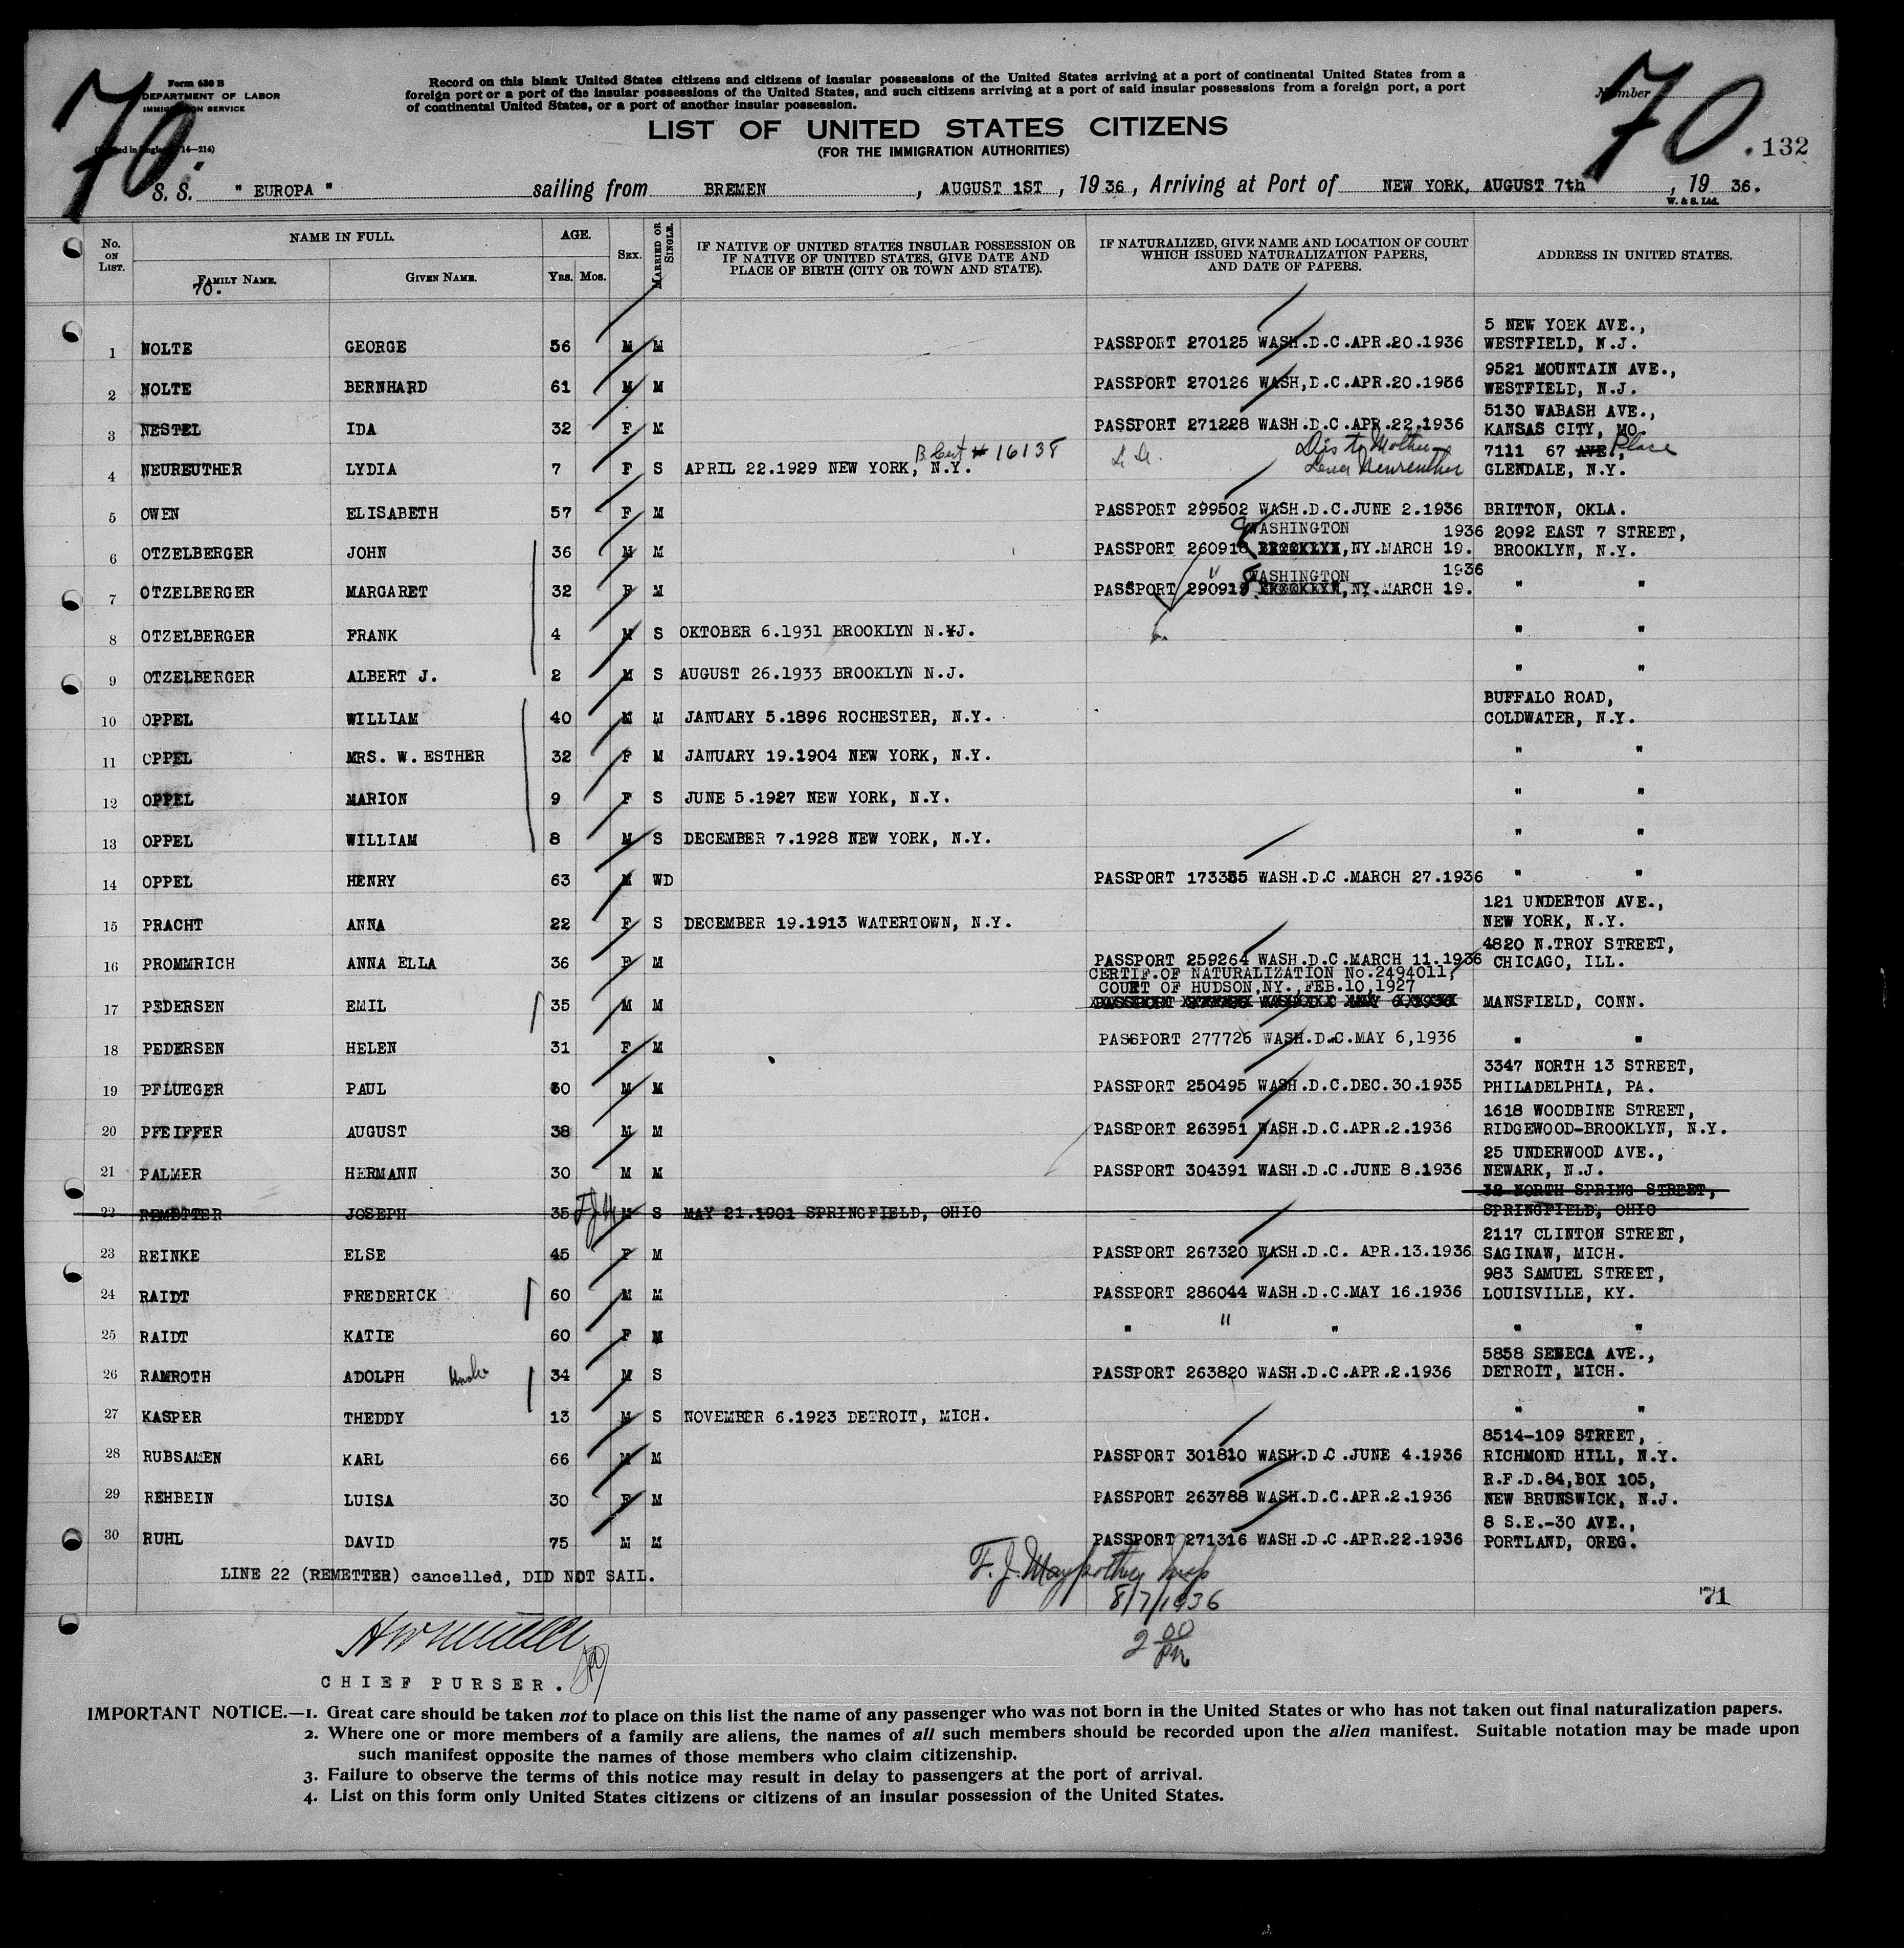 70.
70
Form 630 B
DEPARTMENT OF LABOR
IMMIGRATION SERVICE
Number
132
Record on this blank United States citizens and citizens of insular possessions of the United States arriving at a port of continental United States from a
foreign port or a port of the insular possessions of the United States, and such citizens arriving at a port of said insular possessions from a foreign port, a port
of continental United States, or a port of another insular possession.
LIST OF UNITED STATES CITIZENS
(FOR THE IMMIGRATION AUTHORITIES)
S. S. " EUROPA " sailing from BREMEN , AUGUST 1ST , 1936, Arriving at Port of NEW YORK, AUGUST 7th , 19 36.
W. & S. Ltd.
No. ON LIST. NAME IN FULL. AGE. SEX. MARRIED OR SINGLE. IF NATIVE OF UNITED STATES INSULAR POSSESSION OR IF NATIVE OF UNITED STATES, GIVE DATE AND PLACE OF BIRTH (CITY OR TOWN AND STATE). IF NATURALIZED, GIVE NAME AND LOCATION OF COURT WHICH ISSUED NATURALIZATION PAPERS, AND DATE OF PAPERS. ADDRESS IN UNITED STATES.
FAMILY NAME. GIVEN NAME. YRS. MOS.
70.
1 NOLTE GEORGE 56 M M PASSPORT 270125 WASH.D.C.APR.20.1936 5 NEW YOEK AVE., WESTFIELD, N.J.
2 NOLTE BERNHARD 61 M M PASSPORT 270126 WASH,D.C.APR.20.1936 9521 MOUNTAIN AVE., WESTFIELD, N.J.
3 NESTEL IDA 32 F M PASSPORT 271228 WASH.D.C.APR.22.1936 5130 WABASH AVE., KANSAS CITY, MO.
B. Cert # 16138
4 NEUREUTHER LYDIA 7 F S APRIL 22.1929 NEW YORK, N.Y. Dis to Mother Lena Neureuther 7111 67 AVE., Place GLENDALE, N.Y.
5 OWEN ELISABETH 57 F M PASSPORT 299502 WASH.D.C.JUNE 2.1936 BRITTON, OKLA.
WASHINGTON 1936
6 OTZELBERGER JOHN 36 M M PASSPORT 260918 BROOKLYN,NY.MARCH 19. 2092 EAST 7 STREET, BROOKLYN, N.Y.
" WASHINGTON 1936
7 OTZELBERGER MARGARET 32 F M PASSPORT 290919 BROOKLYN,NY.MARCH 19. " "
8 OTZELBERGER FRANK 4 M S OKTOBER 6.1931 BROOKLYN N.YJ. " "
9 OTZELBERGER ALBERT J. 2 M S AUGUST 26.1933 BROOKLYN N.J. " "
10 OPPEL WILLIAM 40 M M JANUARY 5.1896 ROCHESTER, N.Y. BUFFALO ROAD, COLDWATER, N.Y.
11 OPPEL MRS. W. ESTHER 32 F M JANUARY 19.1904 NEW YORK, N.Y. " "
12 OPPEL MARION 9 F S JUNE 5.1927 NEW YORK, N.Y. " "
13 OPPEL WILLIAM 8 M S DECEMBER 7.1928 NEW YORK, N.Y. " "
14 OPPEL HENRY 63 M WD PASSPORT 173355 WASH.D.C.MARCH 27.1936 " "
15 PRACHT ANNA 22 F S DECEMBER 19.1913 WATERTOWN, N.Y. 121 UNDERTON AVE., NEW YORK, N.Y.
16 PROMMRICH ANNA ELLA 36 F M PASSPORT 259264 WASH.D.C.MARCH 11.1936 4820 N.TROY STREET, CHICAGO, ILL.
CERTIF.OF NATURALIZATION No.2494011,
COURT OF HUDSON,NY.,FEB.10,1927
17 PEDERSEN EMIL 35 M M MANSFIELD, CONN.
18 PEDERSEN HELEN 31 F M PASSPORT 277726 WASH.D.C.MAY 6,1936 " "
19 PFLUEGER PAUL 30 M M PASSPORT 250495 WASH.D.C.DEC.30.1935 3347 NORTH 13 STREET, PHILADELPHIA, PA.
20 PFEIFFER AUGUST 38 M M PASSPORT 263951 WASH.D.C.APR.2.1936 1618 WOODBINE STREET, RIDGEWOOD-BROOKLYN, N.Y.
21 PALMER HERMANN 30 M M PASSPORT 304391 WASH.D.C.JUNE 8.1936 25 UNDERWOOD AVE., NEWARK, N.J.
22 REMETTER JOSEPH 35 M S MAY 21.1901 SPRINGFIELD, OHIO 32 NORTH SPRING STREET, SPRINGFIELD, OHIO
23 REINKE ELSE 45 F M PASSPORT 267320 WASH.D.C. APR.13.1936 2117 CLINTON STREET, SAGINAW, MICH.
24 RAIDT FREDERICK 60 M M PASSPORT 286044 WASH.D.C.MAY 16.1936 983 SAMUEL STREET, LOUISVILLE, KY.
25 RAIDT KATIE 60 F M " " " " "
26 RAMROTH ADOLPH Uncle 34 M S PASSPORT 263820 WASH.D.C.APR.2.1936 5858 SENECA AVE., DETROIT, MICH.
27 KASPER THEDDY 13 M S NOVEMBER 6.1923 DETROIT, MICH. " "
28 RUBSAMEN KARL 66 M M PASSPORT 301810 WASH.D.C.JUNE 4.1936 8514-109 STREET, RICHMOND HILL, N.Y.
29 REHBEIN LUISA 30 F M PASSPORT 263788 WASH.D.C.APR.2.1936 R.F.D.84,BOX 105, NEW BRUNSWICK, N.J.
30 RUHL DAVID 75 M M PASSPORT 271316 WASH.D.C.APR.22.1936 8 S.E.-30 AVE., PORTLAND, OREG.
LINE 22 (REMETTER) cancelled, DID NOT SAIL.
8/7/1936
71
2 00 PM
CHIEF PURSER.
IMPORTANT NOTICE.—1. Great care should be taken not to place on this list the name of any passenger who was not born in the United States or who has not taken out final naturalization papers.
2. Where one or more members of a family are aliens, the names of all such members should be recorded upon the alien manifest. Suitable notation may be made upon
such manifest opposite the names of those members who claim citizenship.
3. Failure to observe the terms of this notice may result in delay to passengers at the port of arrival.
4. List on this form only United States citizens or citizens of an insular possession of the United States.